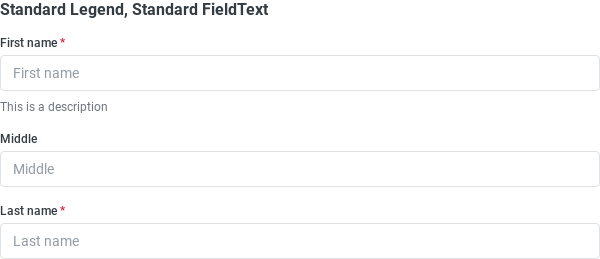 Standard Legend, Standard FieldText
First name *
First name
This is a description
Middle
Middle
Last name *
Last name